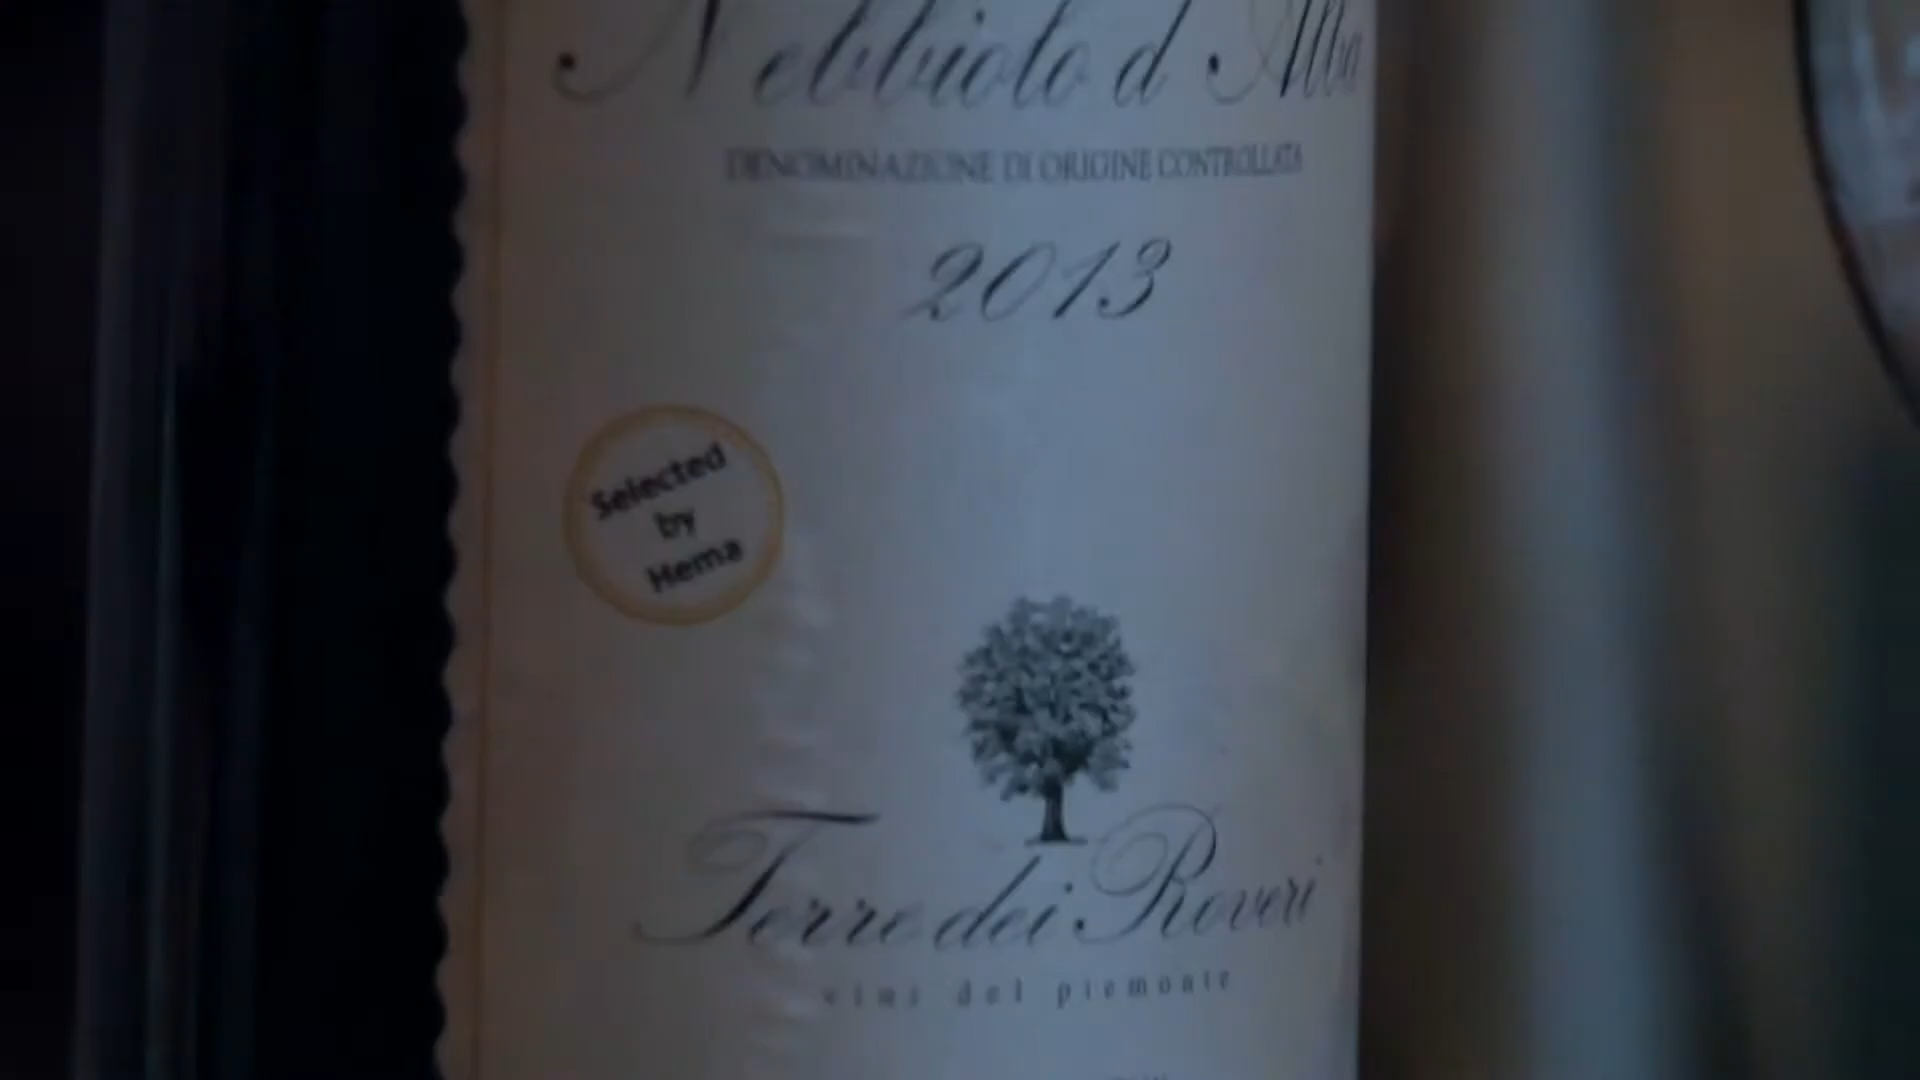 Nebbiolo d'Alba
DENOMINAZIONE DI ORIGINE CONTROLLATA
2013
Selected
by
Hema
Terre dei Roveri
vini del piemonte